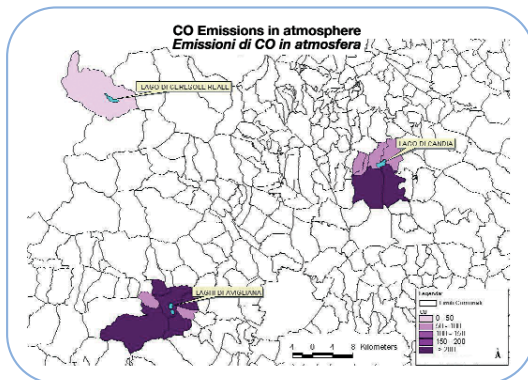 CO Emissions in atmosphere
Emissioni di CO in atmosfera
LAGO DI CERESOLE REALE
LAGO DI CANDIA
LAGHI DI AVIGLIANA
Legenda
Limiti Comunali
CO
0 - 50
50 - 100
100 - 150
150 - 200
> 200
4 0 4 8 Kilometers